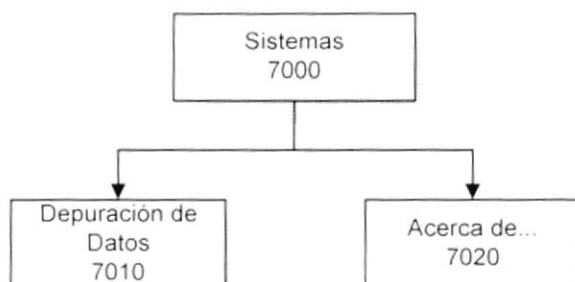 Sistemas
7000
Depuración de
Datos
7010
Acerca de...
7020